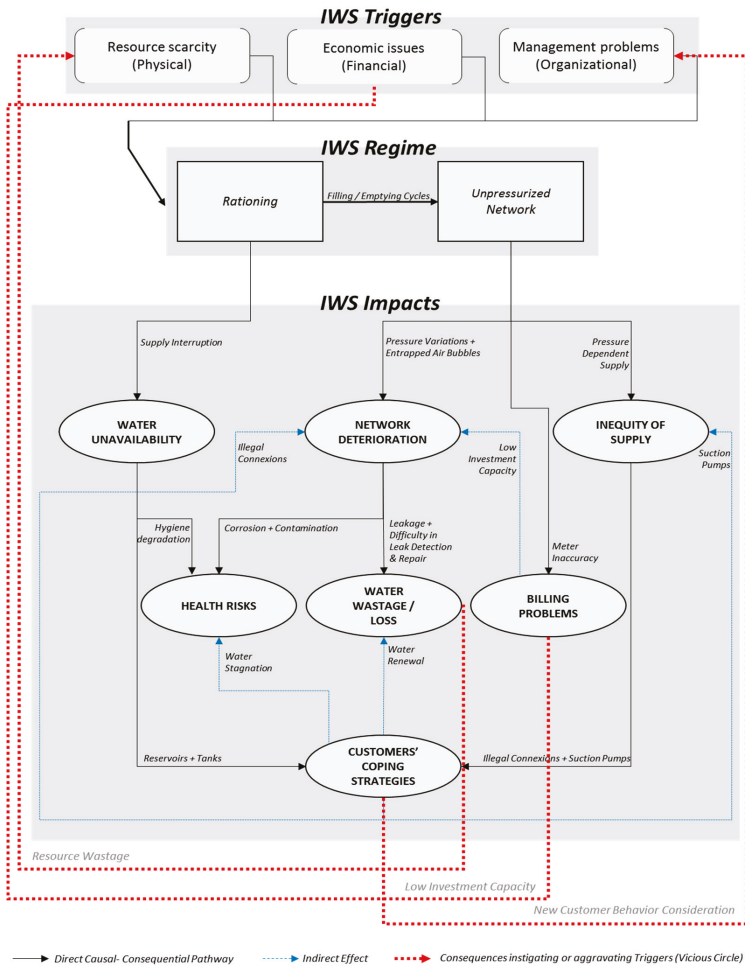 IWS Triggers
Resource scarcity
(Physical)
Economic issues
(Financial)
Management problems
(Organizational)
IWS Regime
Rationing
Filling / Emptying Cycles
Unpressurized
Network
IWS Impacts
Supply Interruption
Pressure Variations +
Entrapped Air Bubbles
Pressure
Dependent
Supply
WATER
UNAVAILABILITY
NETWORK
DETERIORATION
INEQUITY OF
SUPPLY
Illegal
Connexions
Low
Investment
Capacity
Suction
Pumps
Hygiene
degradation
Corrosion + Contamination
Leakage +
Difficulty in
Leak Detection
& Repair
Meter
Inaccuracy
HEALTH RISKS
WATER
WASTAGE /
LOSS
BILLING
PROBLEMS
Water
Stagnation
Water
Renewal
Reservoirs + Tanks
CUSTOMERS'
COPING
STRATEGIES
Illegal Connexions + Suction Pumps
Resource Wastage
Low Investment Capacity
New Customer Behavior Consideration
Direct Causal- Consequential Pathway
Indirect Effect
Consequences instigating or aggravating Triggers (Vicious Circle)